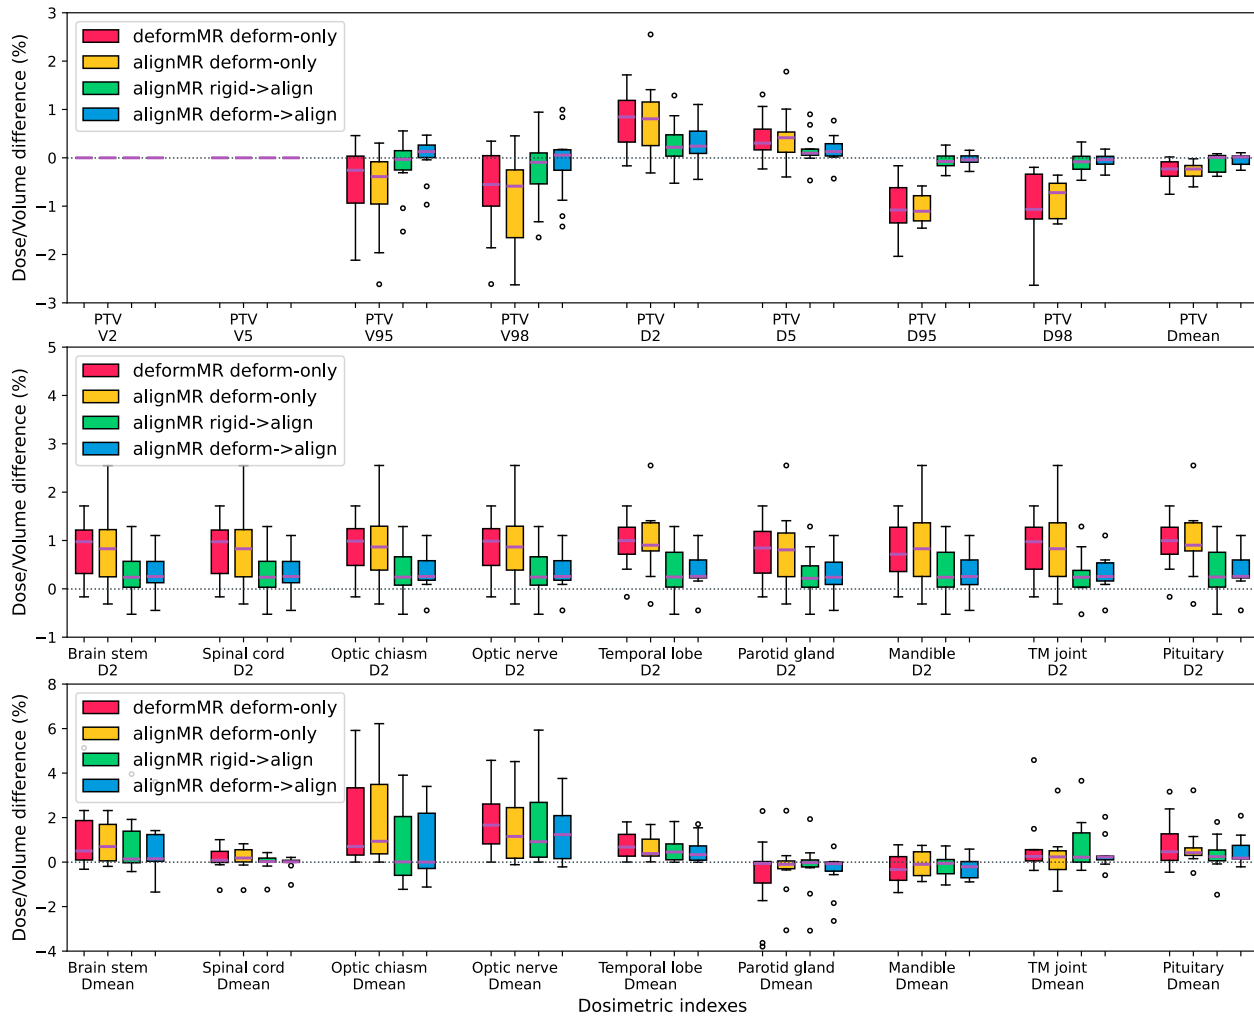 3
2
1
0
−1
−2
−3
Dose/Volume difference (%)
deformMR deform-only
alignMR deform-only
alignMR rigid->align
alignMR deform->align
PTV PTV PTV PTV PTV PTV PTV PTV PTV
V2 V5 V95 V98 D2 D5 D95 D98 Dmean
5
4
3
2
1
0
−1
Dose/Volume difference (%)
deformMR deform-only
alignMR deform-only
alignMR rigid->align
alignMR deform->align
Brain stem Spinal cord Optic chiasm Optic nerve Temporal lobe Parotid gland Mandible TM joint Pituitary
D2 D2 D2 D2 D2 D2 D2 D2 D2
8
6
4
2
0
−2
−4
Dose/Volume difference (%)
deformMR deform-only
alignMR deform-only
alignMR rigid->align
alignMR deform->align
Brain stem Spinal cord Optic chiasm Optic nerve Temporal lobe Parotid gland Mandible TM joint Pituitary
Dmean Dmean Dmean Dmean Dmean Dmean Dmean Dmean Dmean
Dosimetric indexes